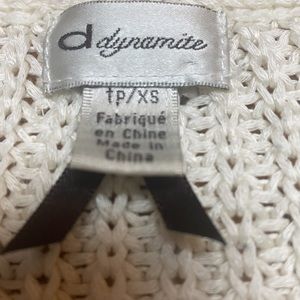 d dynamite
tp/xs
Fabriqué
en Chine
Made in
China